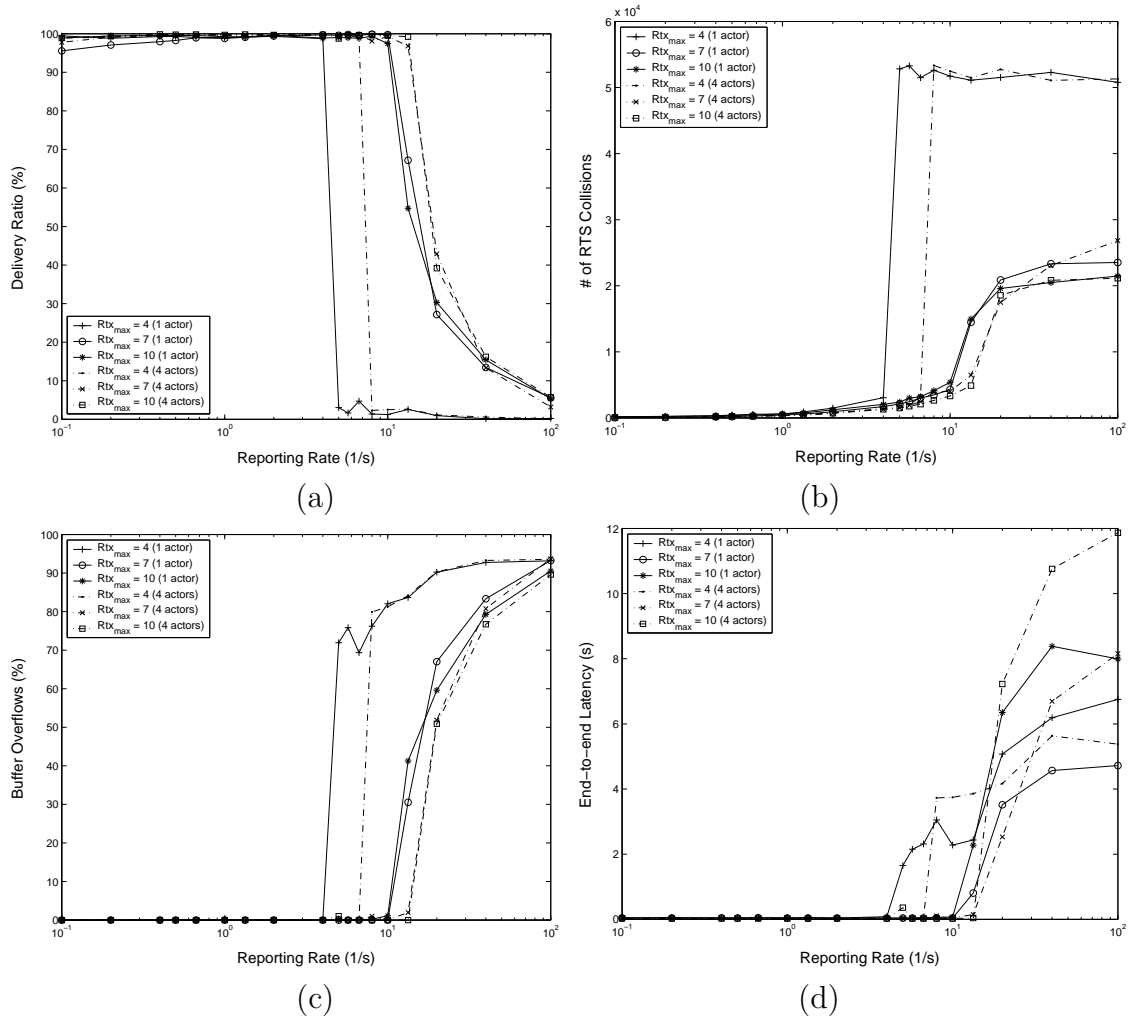 100
90
80
70
60
50
40
30
20
10
0
Delivery Ratio (%)
Rtx_max = 4 (1 actor)
Rtx_max = 7 (1 actor)
Rtx_max = 10 (1 actor)
Rtx_max = 4 (4 actors)
Rtx_max = 7 (4 actors)
Rtx_max = 10 (4 actors)
10^−1 10^0 10^1 10^2
Reporting Rate (1/s)
(a)
x 10^4
6
5
4
3
2
1
0
# of RTS Collisions
Rtx_max = 4 (1 actor)
Rtx_max = 7 (1 actor)
Rtx_max = 10 (1 actor)
Rtx_max = 4 (4 actors)
Rtx_max = 7 (4 actors)
Rtx_max = 10 (4 actors)
10^−1 10^0 10^1 10^2
Reporting Rate (1/s)
(b)
100
90
80
70
60
50
40
30
20
10
0
Buffer Overflows (%)
Rtx_max = 4 (1 actor)
Rtx_max = 7 (1 actor)
Rtx_max = 10 (1 actor)
Rtx_max = 4 (4 actors)
Rtx_max = 7 (4 actors)
Rtx_max = 10 (4 actors)
10^−1 10^0 10^1 10^2
Reporting Rate (1/s)
(c)
12
10
8
6
4
2
0
End−to−end Latency (s)
Rtx_max = 4 (1 actor)
Rtx_max = 7 (1 actor)
Rtx_max = 10 (1 actor)
Rtx_max = 4 (4 actors)
Rtx_max = 7 (4 actors)
Rtx_max = 10 (4 actors)
10^−1 10^0 10^1 10^2
Reporting Rate (1/s)
(d)